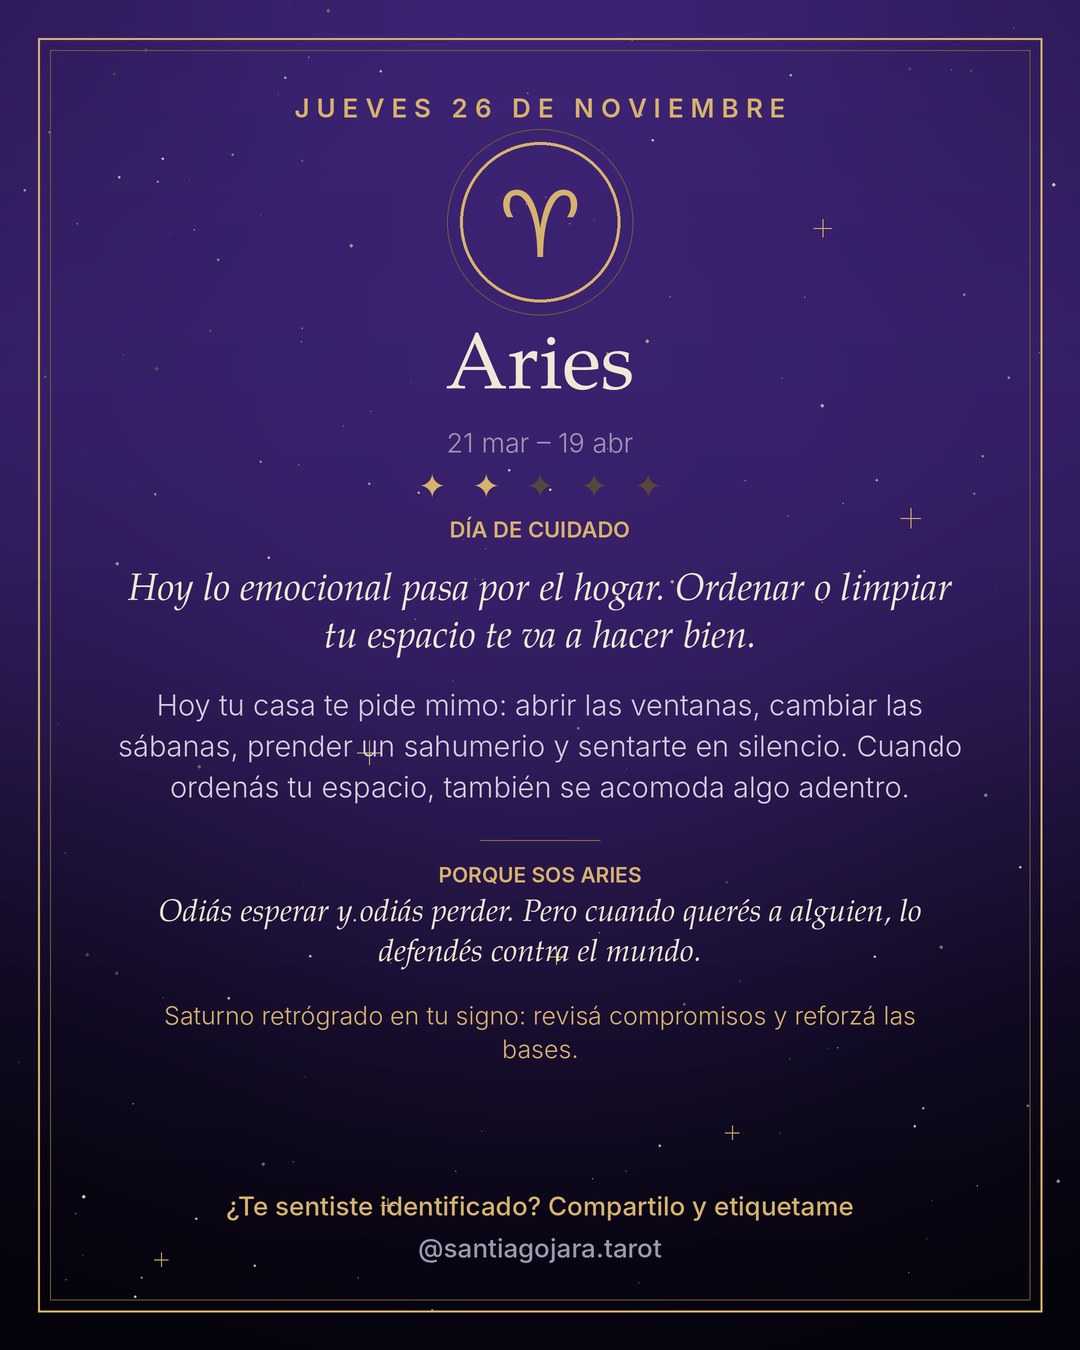 JUEVES 26 DE NOVIEMBRE
♈
Aries
21 mar – 19 abr
DÍA DE CUIDADO
Hoy lo emocional pasa por el hogar. Ordenar o limpiar
tu espacio te va a hacer bien.
Hoy tu casa te pide mimo: abrir las ventanas, cambiar las
sábanas, prender un sahumerio y sentarte en silencio. Cuando
ordenás tu espacio, también se acomoda algo adentro.
PORQUE SOS ARIES
Odiás esperar y odiás perder. Pero cuando querés a alguien, lo
defendés contra el mundo.
Saturno retrógrado en tu signo: revisá compromisos y reforzá las
bases.
¿Te sentiste identificado? Compartilo y etiquetame
@santiagojara.tarot